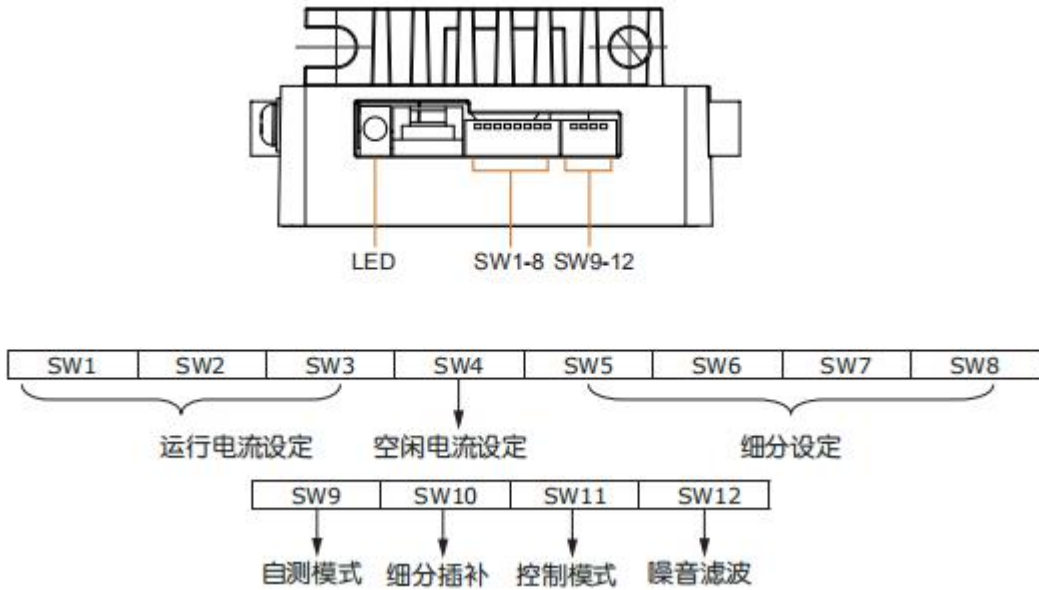 LED SW1-8 SW9-12
SW1 SW2 SW3 SW4 SW5 SW6 SW7 SW8
运行电流设定 空闲电流设定 细分设定
SW9 SW10 SW11 SW12
自测模式 细分插补 控制模式 噪音滤波